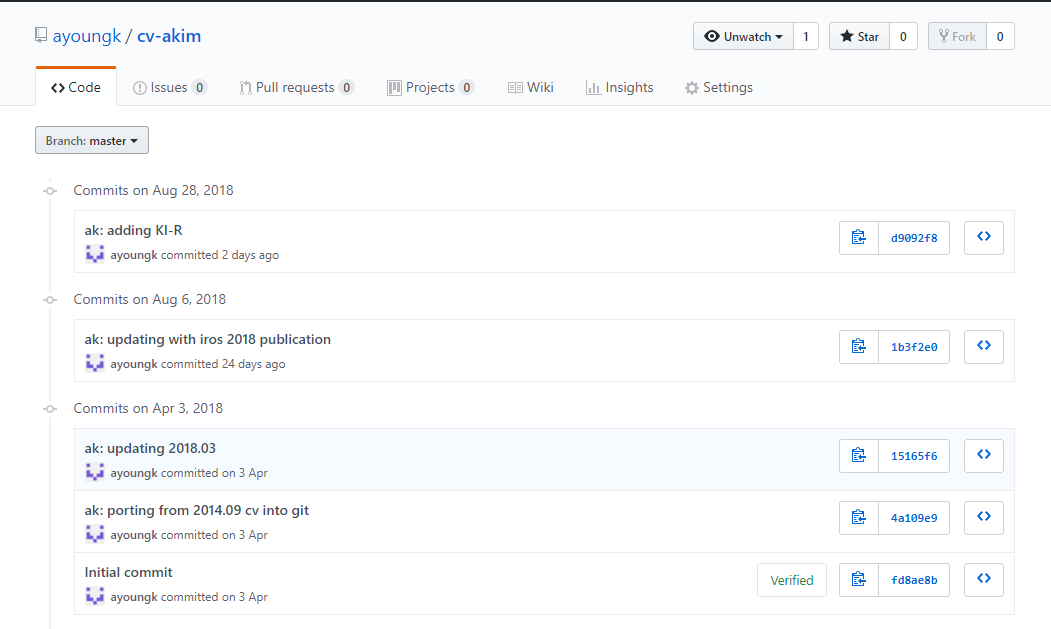 ayoungk / cv-akim
Unwatch 1 Star 0 Fork 0
Code Issues 0 Pull requests 0 Projects 0 Wiki Insights Settings
Branch: master
Commits on Aug 28, 2018
ak: adding KI-R
ayoungk committed 2 days ago
d9092f8
Commits on Aug 6, 2018
ak: updating with iros 2018 publication
ayoungk committed 24 days ago
1b3f2e0
Commits on Apr 3, 2018
ak: updating 2018.03
ayoungk committed on 3 Apr
15165f6
ak: porting from 2014.09 cv into git
ayoungk committed on 3 Apr
4a109e9
Initial commit
ayoungk committed on 3 Apr
Verified
fd8ae8b